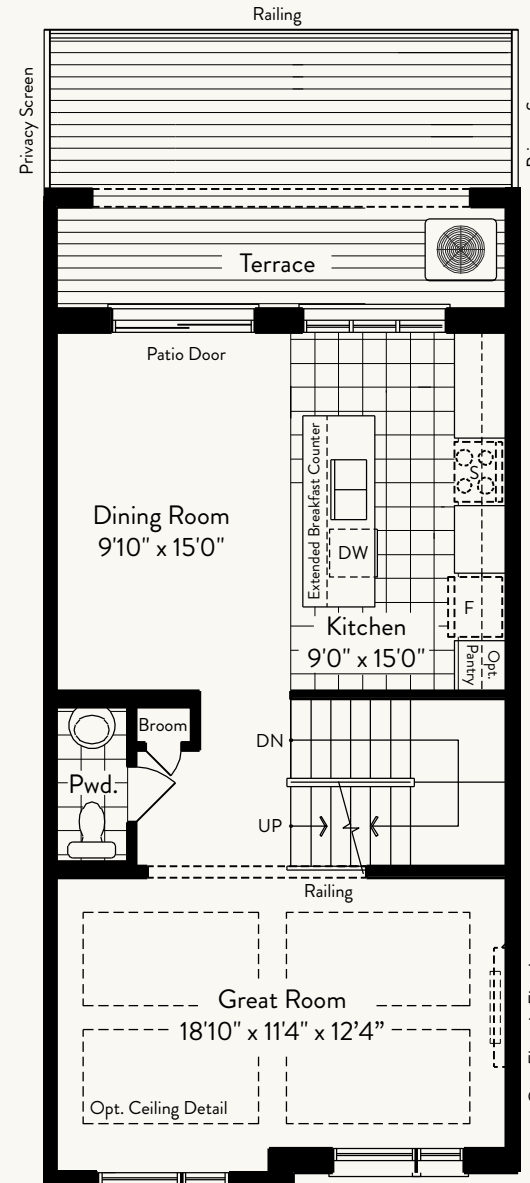 Railing
Privacy Screen
Terrace
Patio Door
Extended Breakfast Counter
S
Dining Room
9'10" x 15'0"
DW
F
Kitchen
9'0" x 15'0"
Opt.
Pantry
Broom
DN
Pwd.
UP
Railing
Great Room
18'10" x 11'4" x 12'4”
Opt. Ceiling Detail